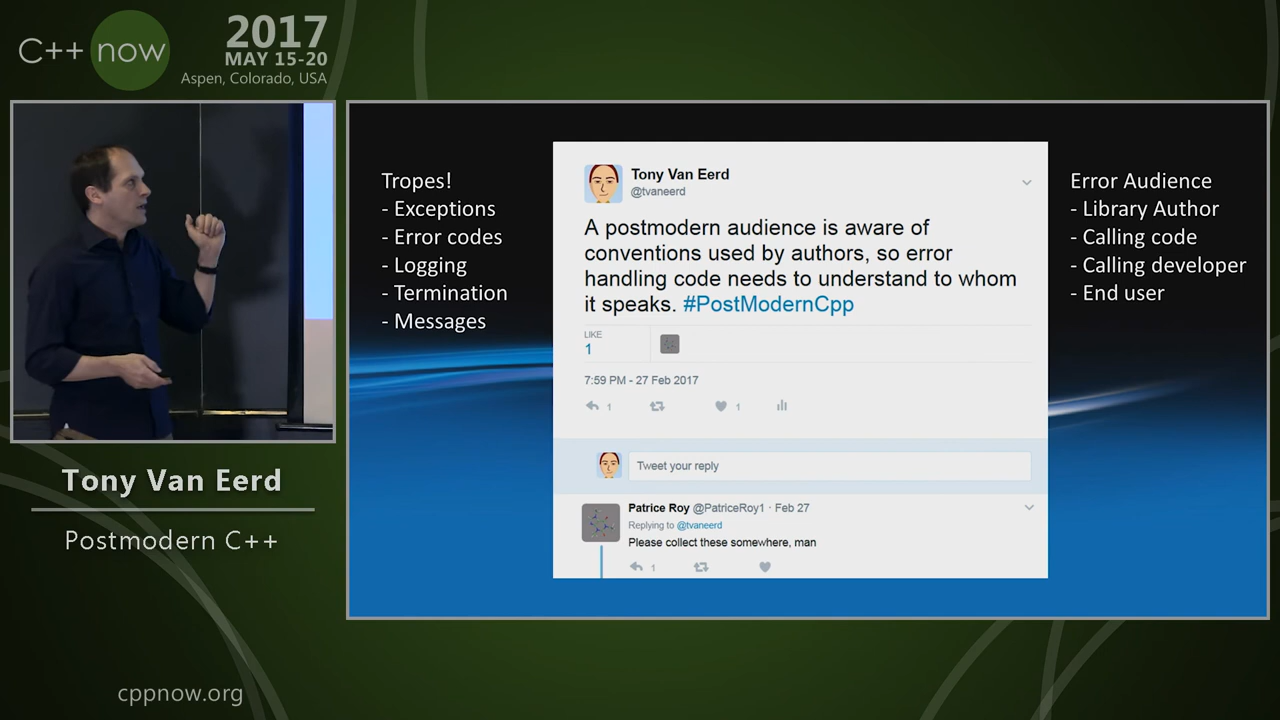 C++ now
2017
MAY 15-20
Aspen, Colorado, USA
Tropes!
- Exceptions
- Error codes
- Logging
- Termination
- Messages
Tony Van Eerd
@tvaneerd
A postmodern audience is aware of
conventions used by authors, so error
handling code needs to understand to whom
it speaks. #PostModernCpp
LIKE
1
7:59 PM - 27 Feb 2017
1
1
Tweet your reply
Patrice Roy @PatriceRoy1 · Feb 27
Replying to @tvaneerd
Please collect these somewhere, man
1
Error Audience
- Library Author
- Calling code
- Calling developer
- End user
Tony Van Eerd
Postmodern C++
cppnow.org